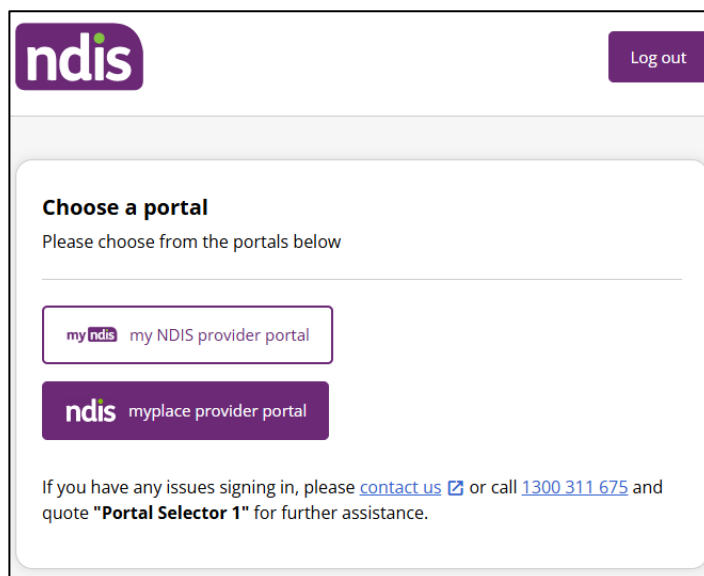 ndis
Log out
Choose a portal
Please choose from the portals below
my ndis my NDIS provider portal
ndis myplace provider portal
If you have any issues signing in, please contact us or call 1300 311 675 and
quote "Portal Selector 1" for further assistance.